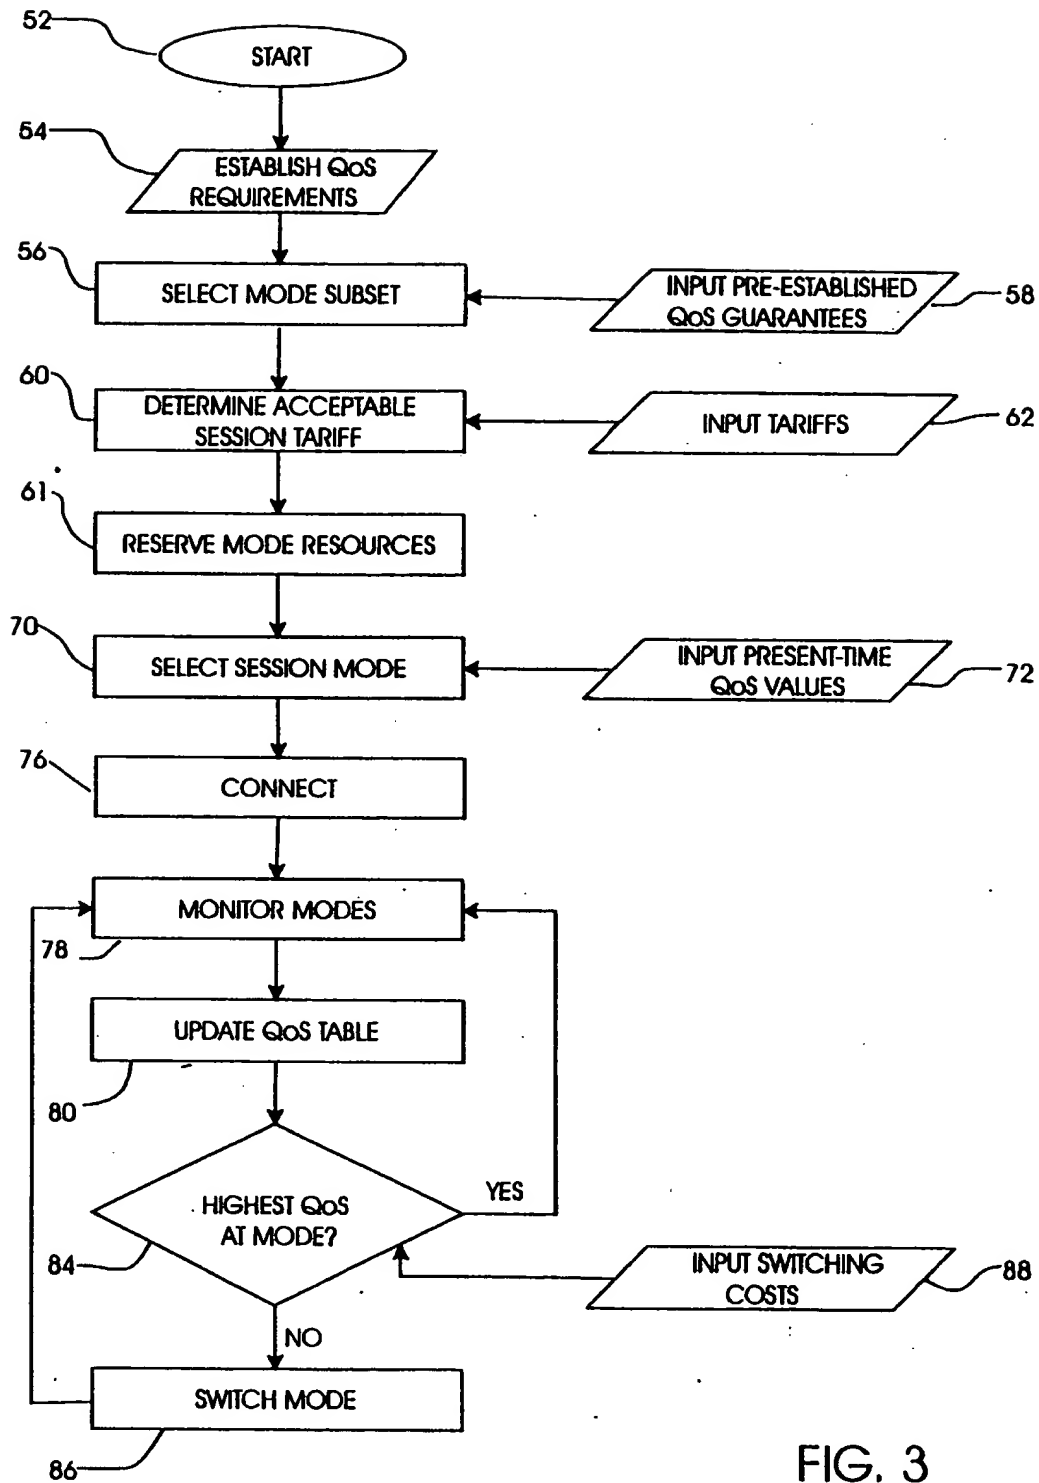 52
START
54
ESTABLISH QoS
REQUIREMENTS
56
SELECT MODE SUBSET
INPUT PRE-ESTABLISHED
QoS GUARANTEES
58
60
DETERMINE ACCEPTABLE
SESSION TARIFF
INPUT TARIFFS
62
61
RESERVE MODE RESOURCES
70
SELECT SESSION MODE
INPUT PRESENT-TIME
QoS VALUES
72
76
CONNECT
MONITOR MODES
78
UPDATE QoS TABLE
80
YES
HIGHEST QoS
AT MODE?
84
INPUT SWITCHING
COSTS
88
NO
SWITCH MODE
86
FIG. 3